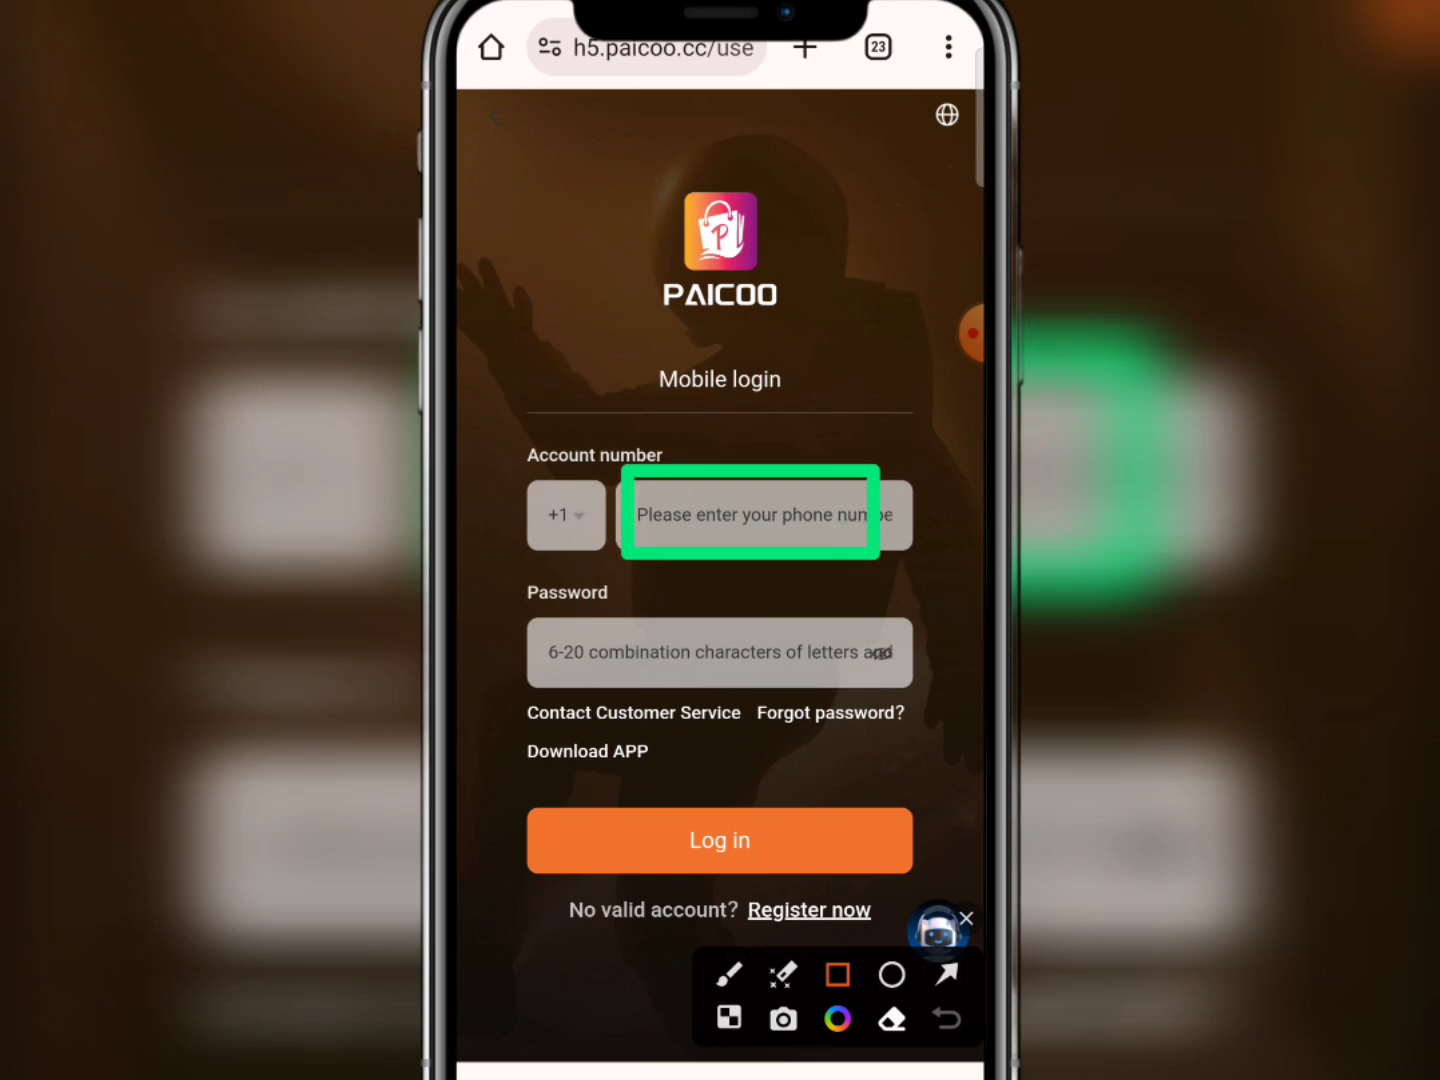 h5.paicoo.cc/use
23
P
PAICOO
Mobile login
Account number
+1
Please enter your phone numbe
Password
6-20 combination characters of letters and
Contact Customer Service Forgot password?
Download APP
Log in
No valid account? Register now